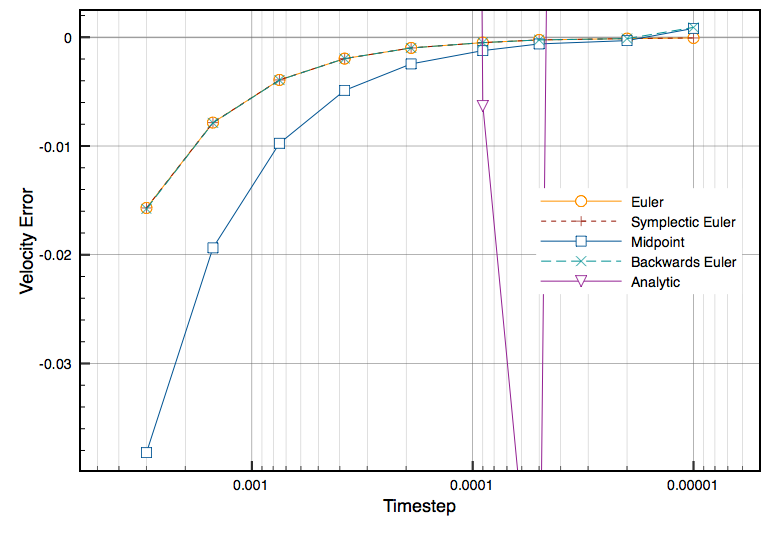 0
-0.01
-0.02
-0.03
Velocity Error
Euler
Symplectic Euler
Midpoint
Backwards Euler
Analytic
0.001
0.0001
0.00001
Timestep